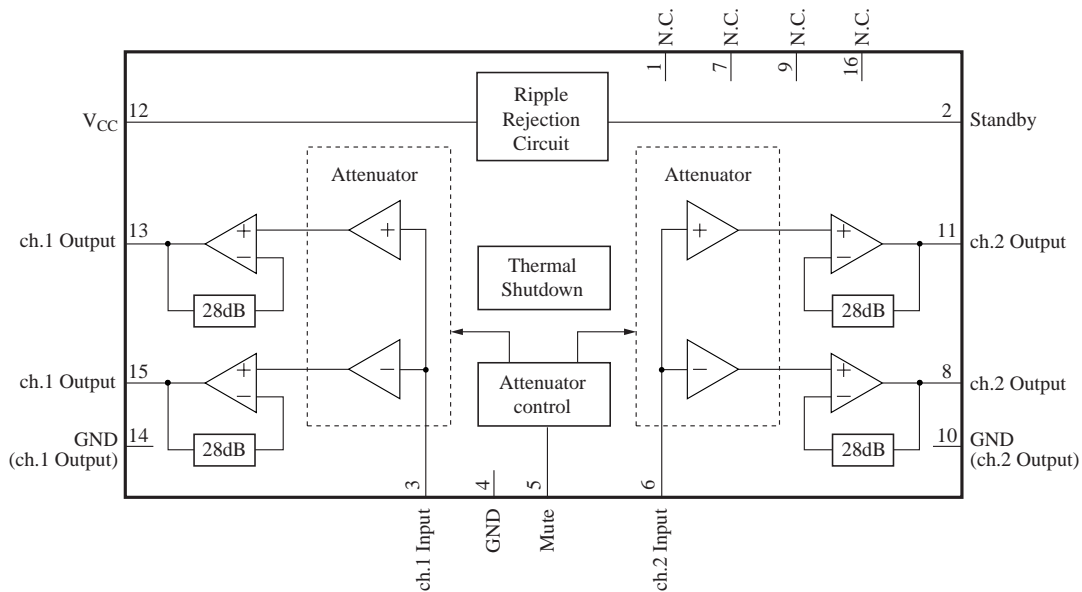 N.C.
N.C.
N.C.
N.C.
1
7
9
16
VCC
12
Ripple
Rejection
Circuit
2
Standby
Attenuator
Attenuator
ch.1 Output
13
+
−
+
+
+
−
11
ch.2 Output
28dB
Thermal
Shutdown
28dB
ch.1 Output
15
+
−
−
Attenuator
control
−
+
−
8
ch.2 Output
GND
(ch.1 Output)
14
28dB
28dB
10
GND
(ch.2 Output)
3
4
5
6
ch.1 Input
GND
Mute
ch.2 Input